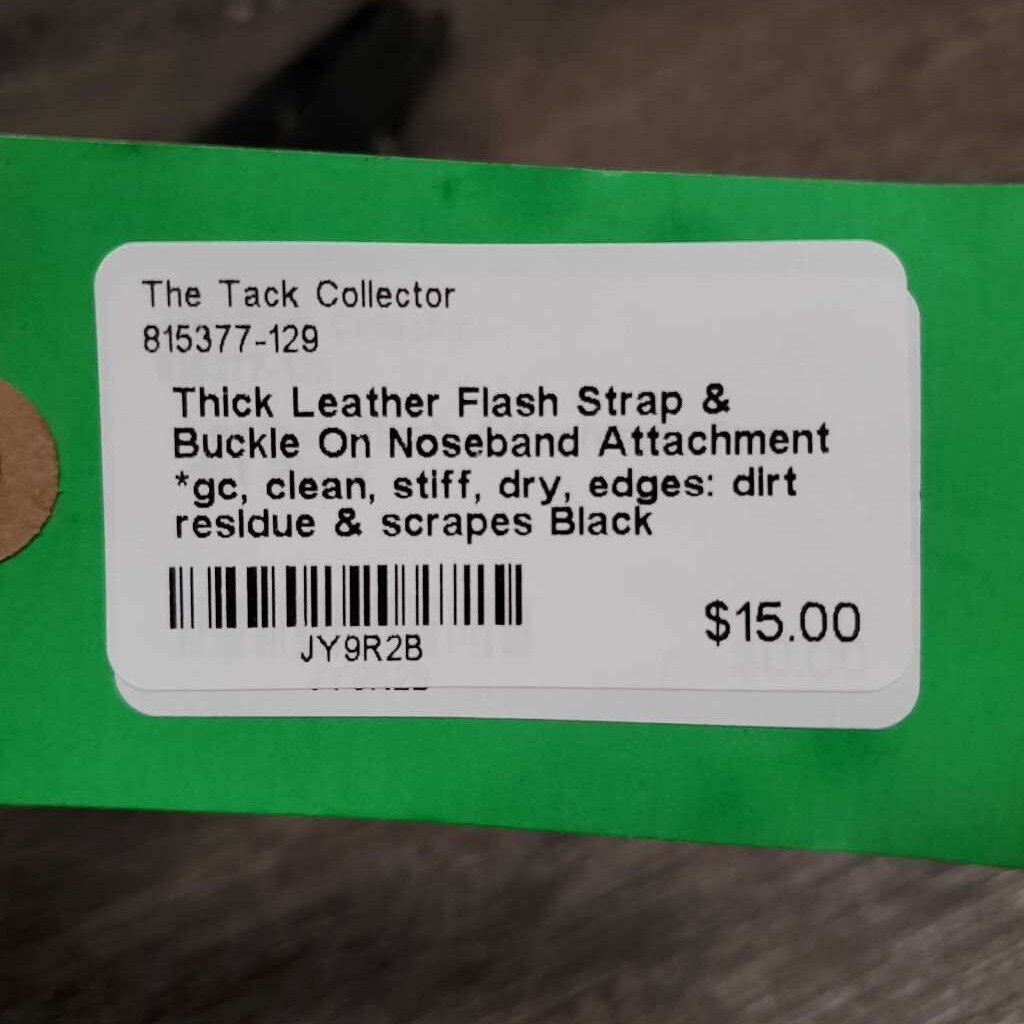 The Tack Collector
815377-129
Thick Leather Flash Strap &
Buckle On Noseband Attachment
*gc, clean, stiff, dry, edges: dirt
residue & scrapes Black
JY9R2B
$15.00